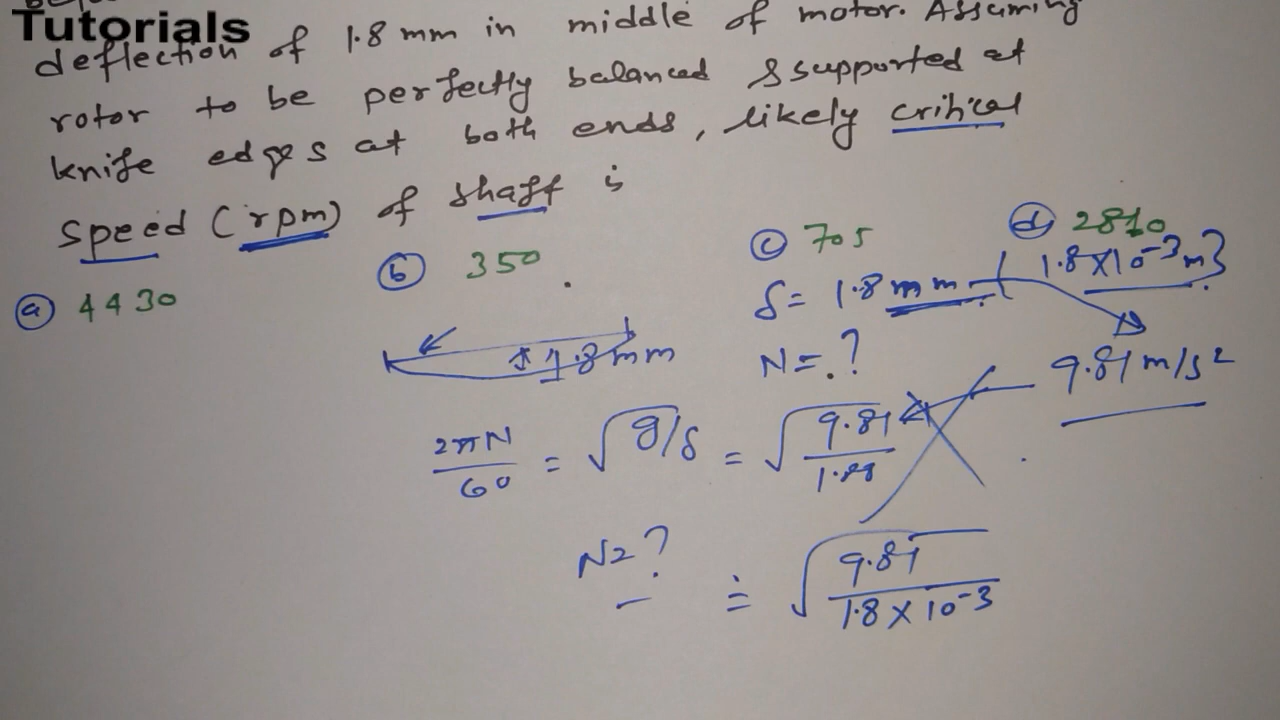 Tutorials
deflection of 1.8 mm in middle of motor. Assuming
rotor to be perfectly balanced & supported at
knife edges at both ends, likely critical
speed (rpm) of shaft is
(a) 4430 (b) 350 (c) 705 (d) 2810
δ = 1.8 mm { 1.8 × 10⁻³ m }
1.8 mm
N = ?
9.81 m/s²
2πN/60 = √g/δ = √9.81/1.8
N = ?
= √9.81/1.8 × 10⁻³